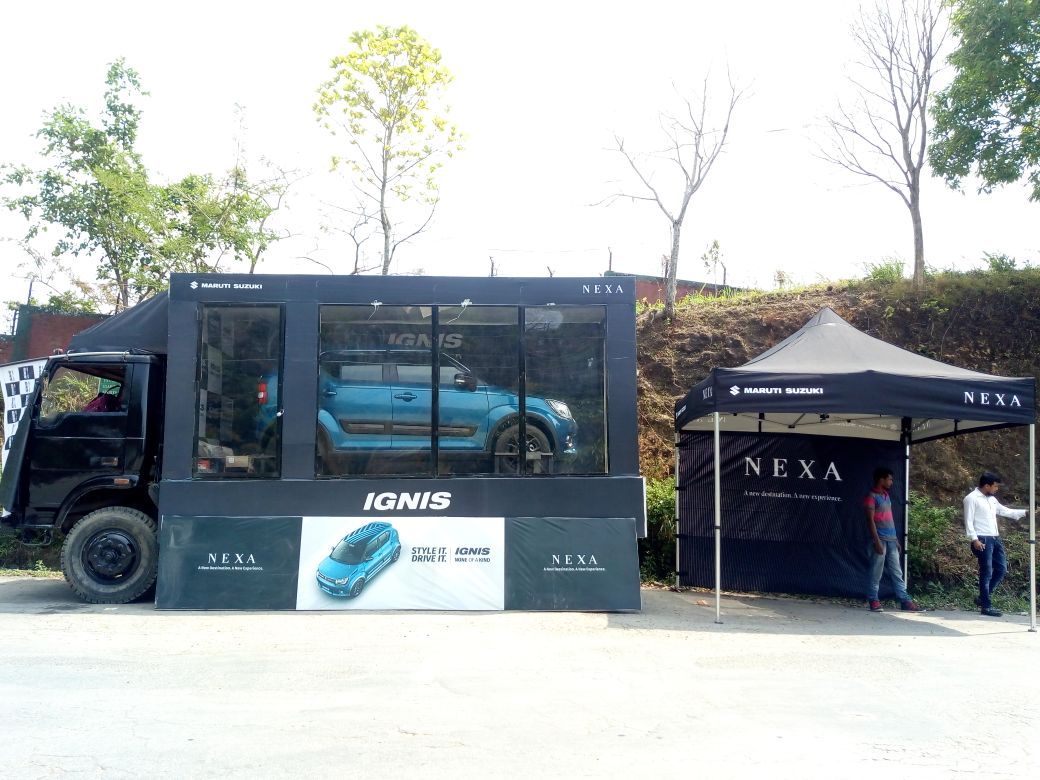 MARUTI SUZUKI
NEXA
IGNIS
IGNIS
NEXA
A New Destination. A New Experience.
STYLE IT.
DRIVE IT.
IGNIS
NONE OF A KIND
NEXA
A New Destination. A New Experience.
MARUTI SUZUKI
NEXA
NEXA
NEXA
A new destination. A new experience.